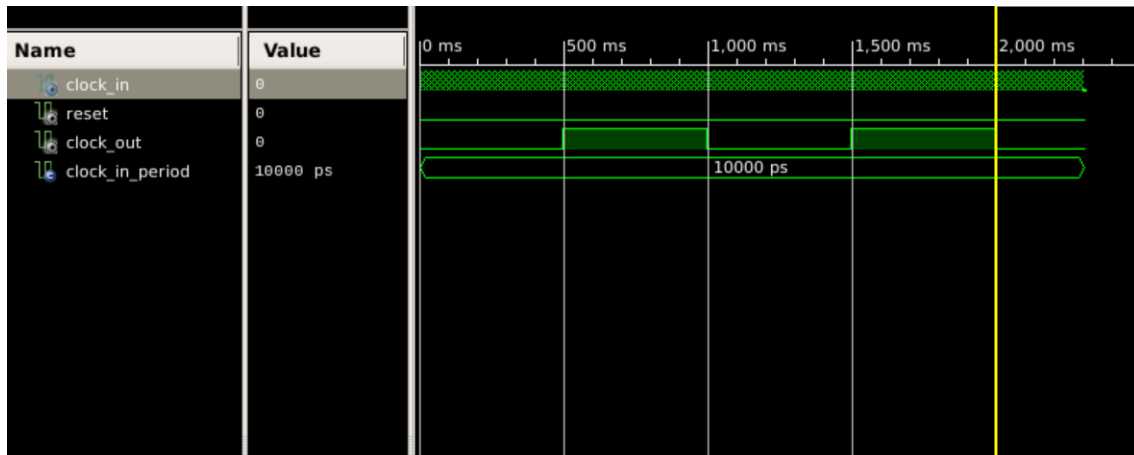 Name Value 0 ms 500 ms 1,000 ms 1,500 ms 2,000 ms
clock_in 0
reset 0
clock_out 0
clock_in_period 10000 ps 10000 ps